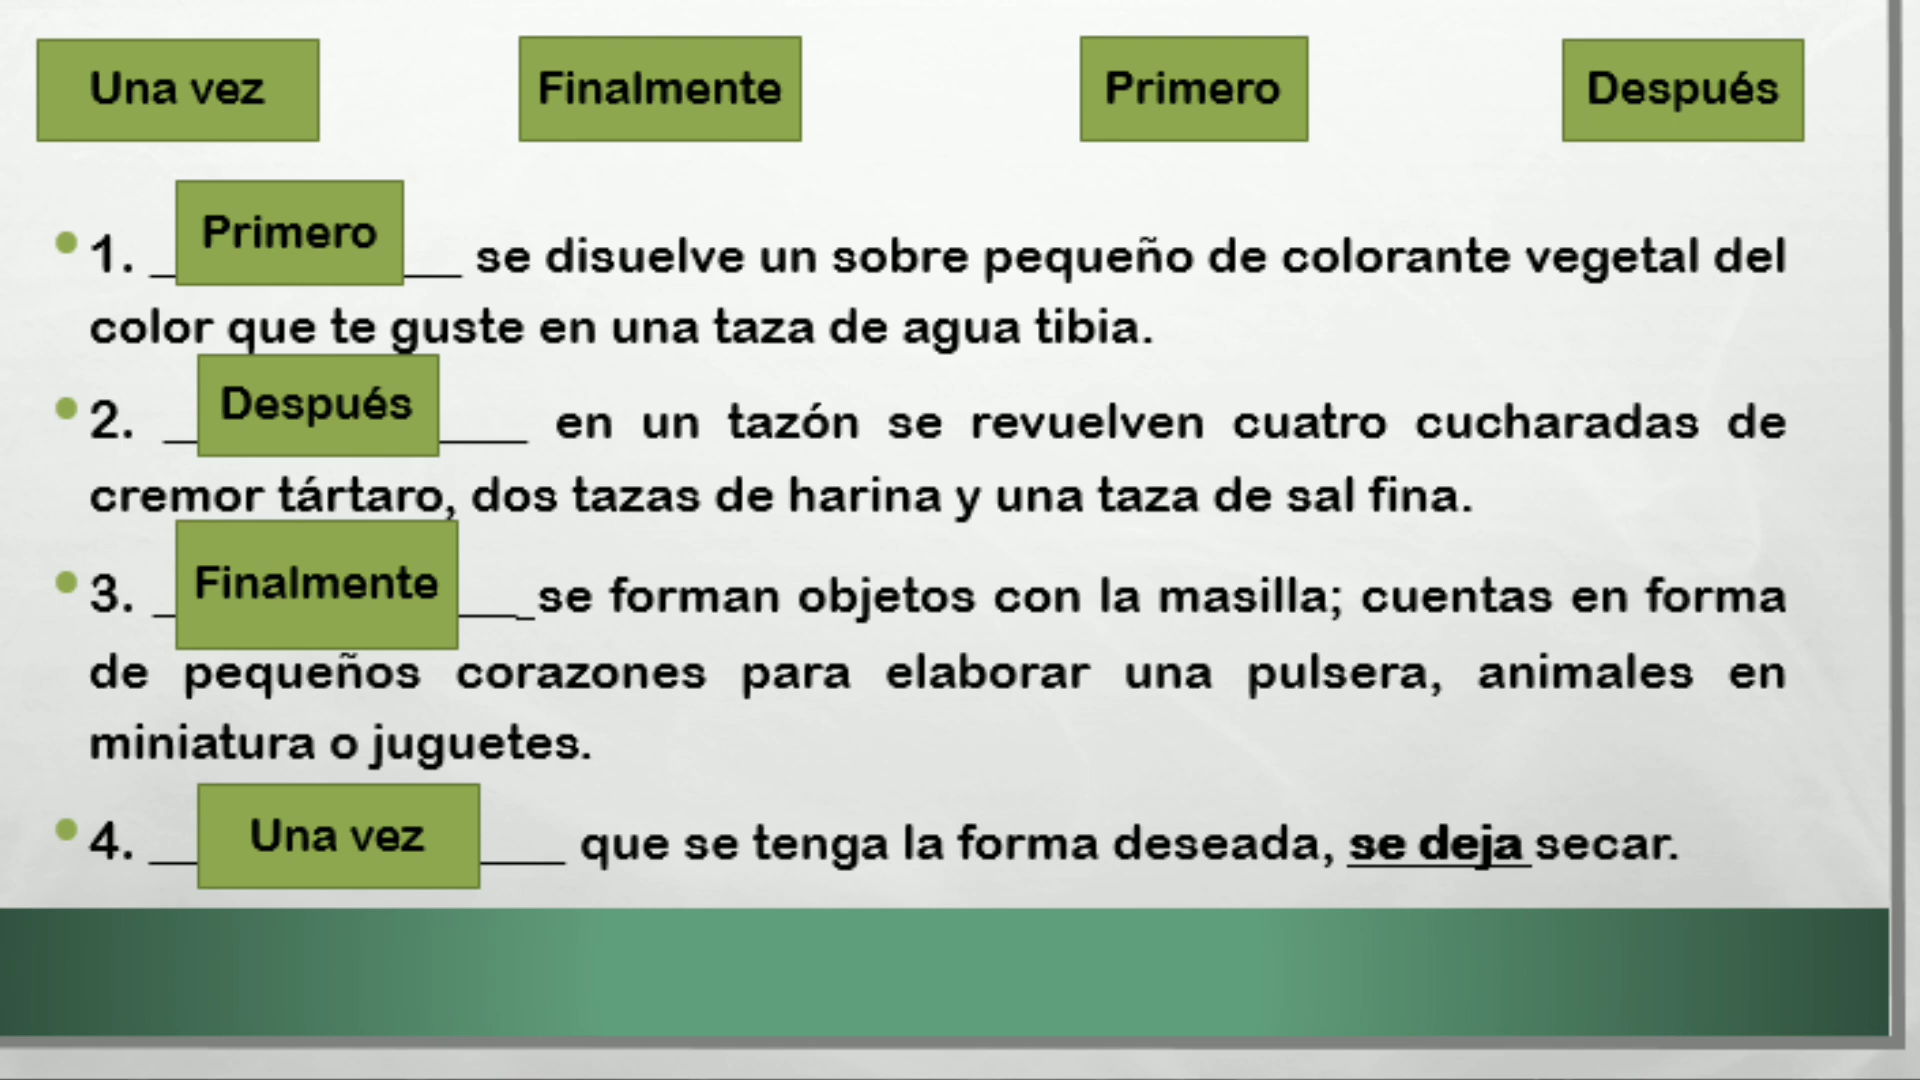 Una vez Finalmente Primero Después
1. _Primero___ se disuelve un sobre pequeño de colorante vegetal del
color que te guste en una taza de agua tibia.
2. _Después____ en un tazón se revuelven cuatro cucharadas de
cremor tártaro, dos tazas de harina y una taza de sal fina.
3. _Finalmente____se forman objetos con la masilla; cuentas en forma
de pequeños corazones para elaborar una pulsera, animales en
miniatura o juguetes.
4. __Una vez____ que se tenga la forma deseada, se deja secar.